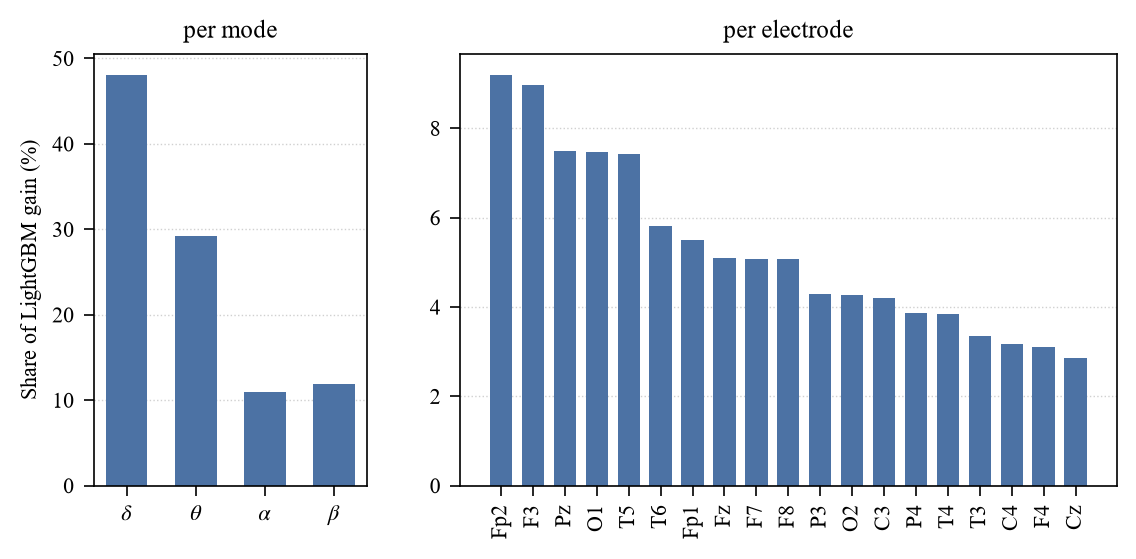 per mode
per electrode
Share of LightGBM gain (%)
50
40
30
20
10
0
δ θ α β
8
6
4
2
0
Fp2 F3 Pz O1 T5 T6 Fp1 Fz F7 F8 P3 O2 C3 P4 T4 T3 C4 F4 Cz